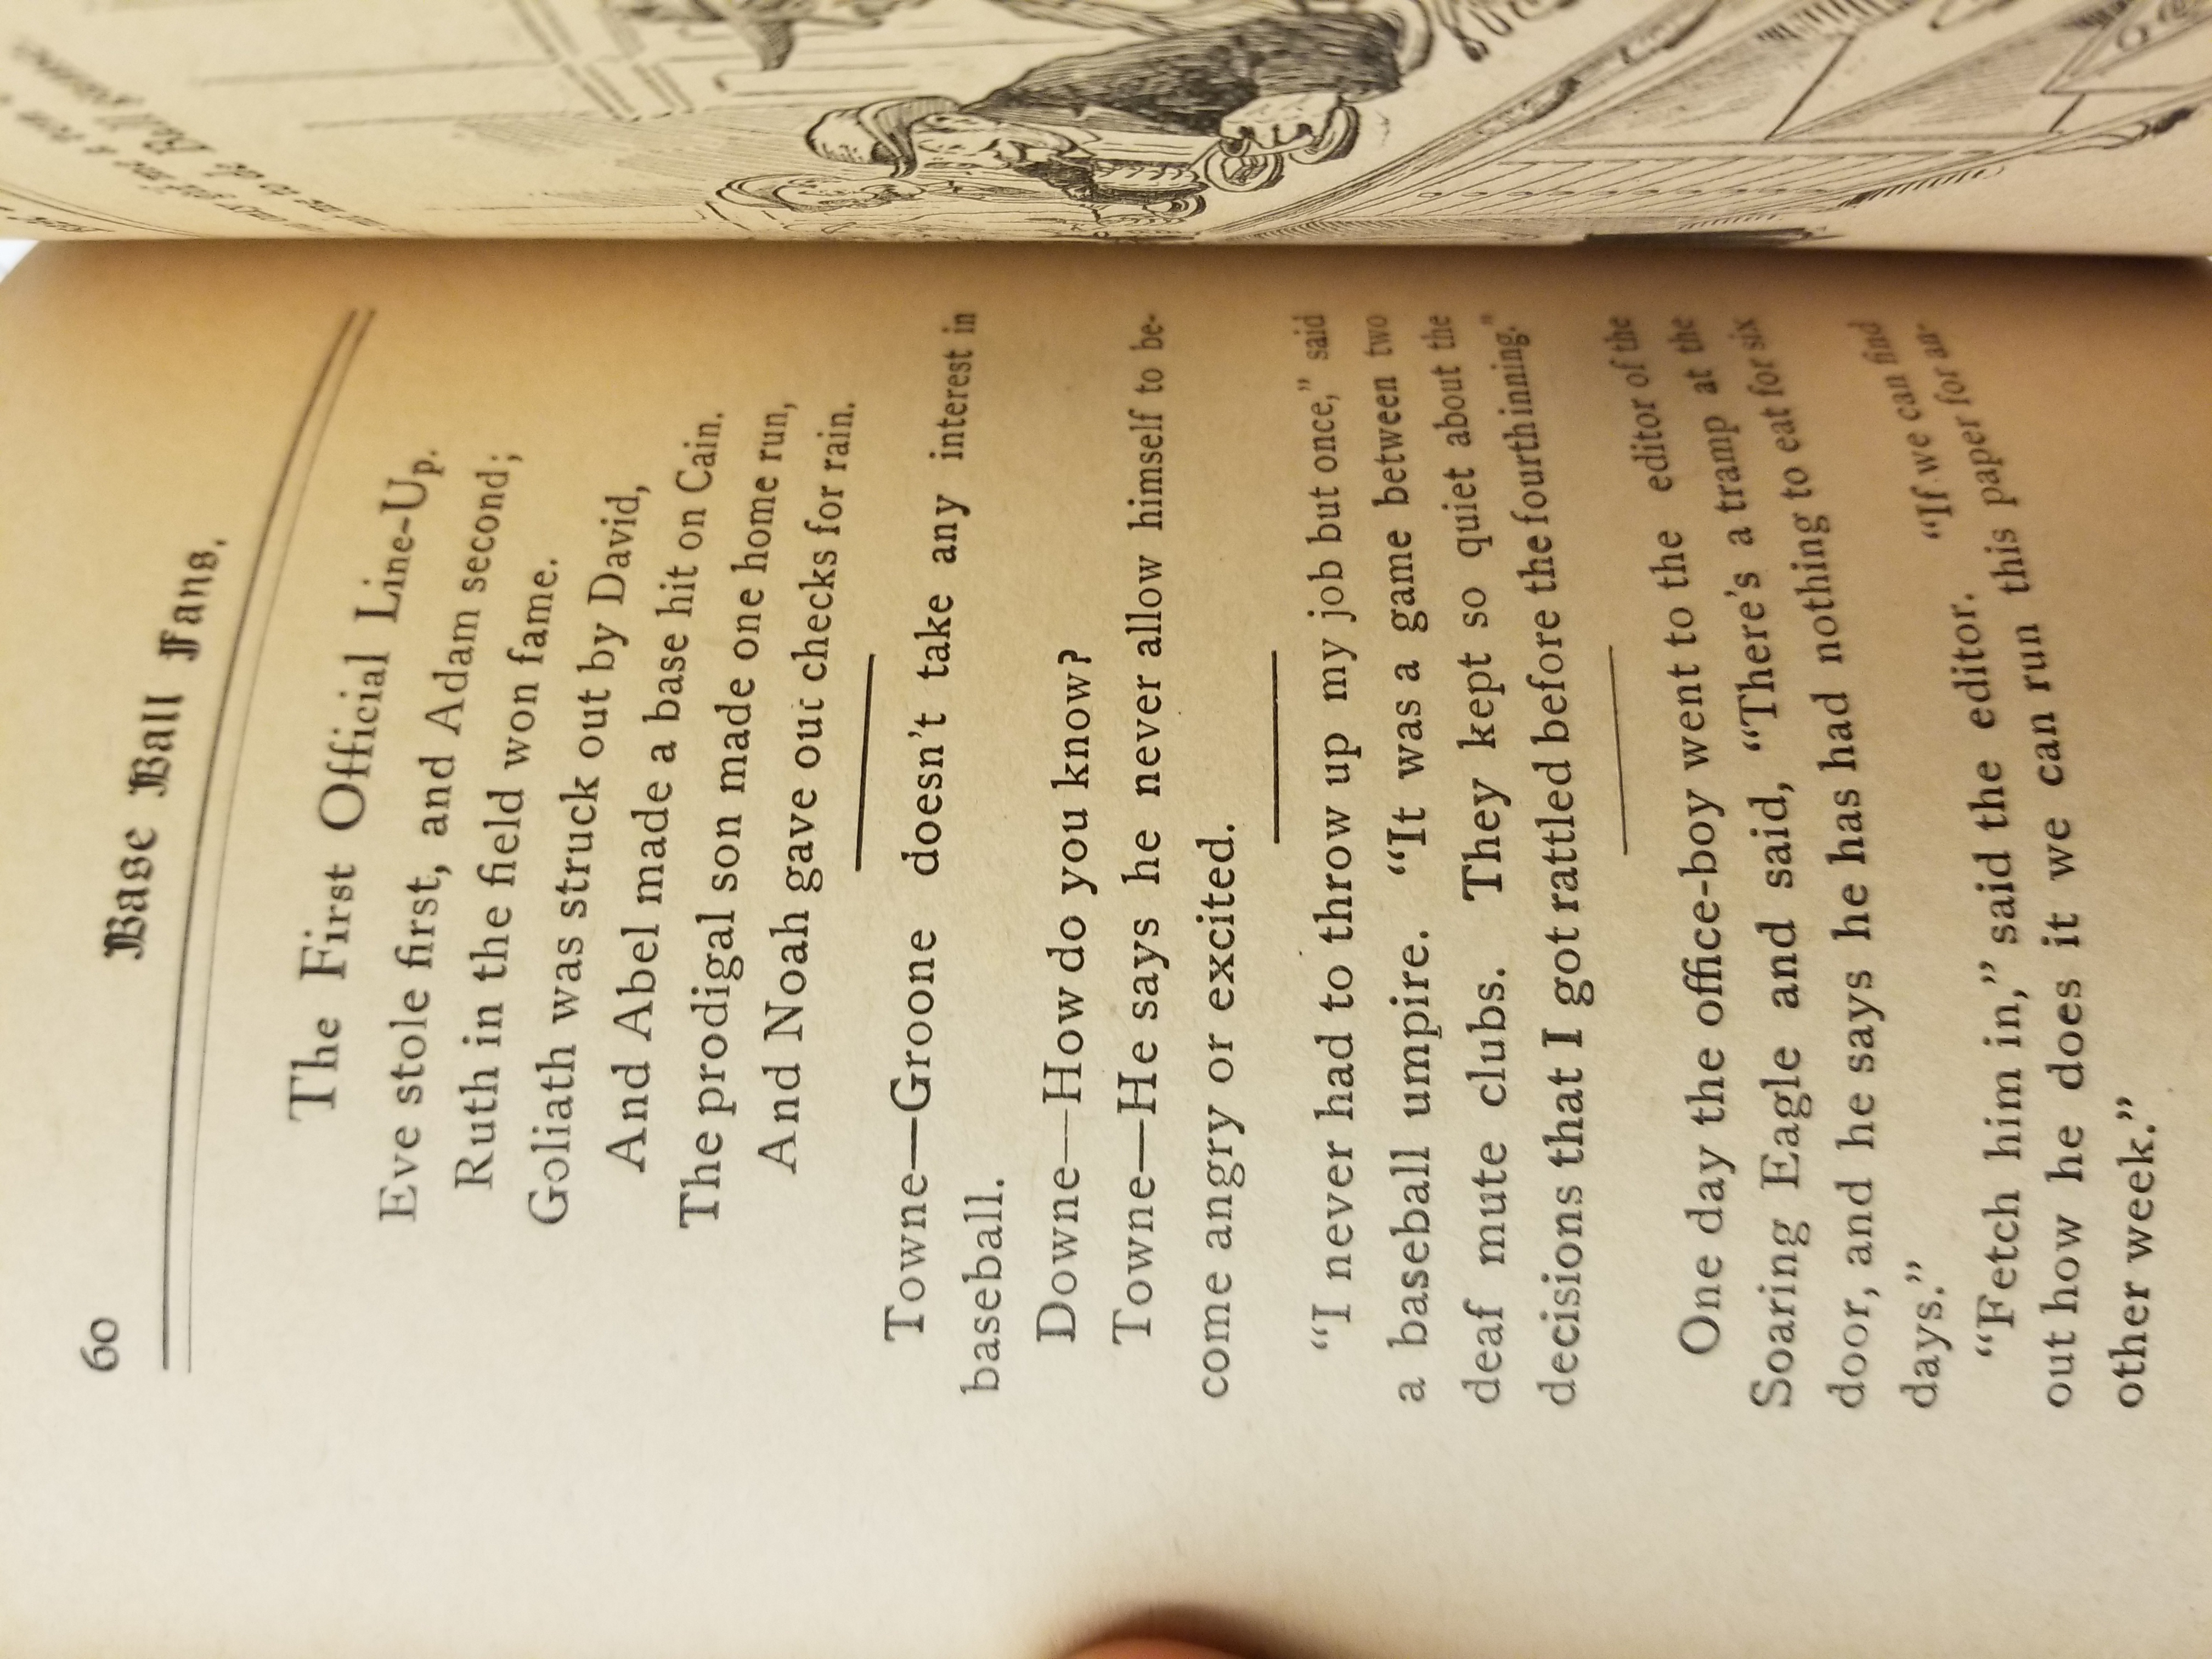 60
Base Ball Fans.
The First Official Line-Up.
Eve stole first, and Adam second;
Ruth in the field won fame.
Goliath was struck out by David,
And Abel made a base hit on Cain.
The prodigal son made one home run,
And Noah gave out checks for rain.
Towne—Groone doesn't take any interest in
baseball.
Downe—How do you know?
Towne—He says he never allow himself to be-
come angry or excited.
"I never had to throw up my job but once," said
a baseball umpire. "It was a game between two
deaf mute clubs. They kept so quiet about the
decisions that I got rattled before the fourth inning."
One day the office-boy went to the editor of the
Soaring Eagle and said, "There's a tramp at the
door, and he says he has had nothing to eat for six
days."
"Fetch him in," said the editor. "If we can find
out how he does it we can run this paper for an-
other week."